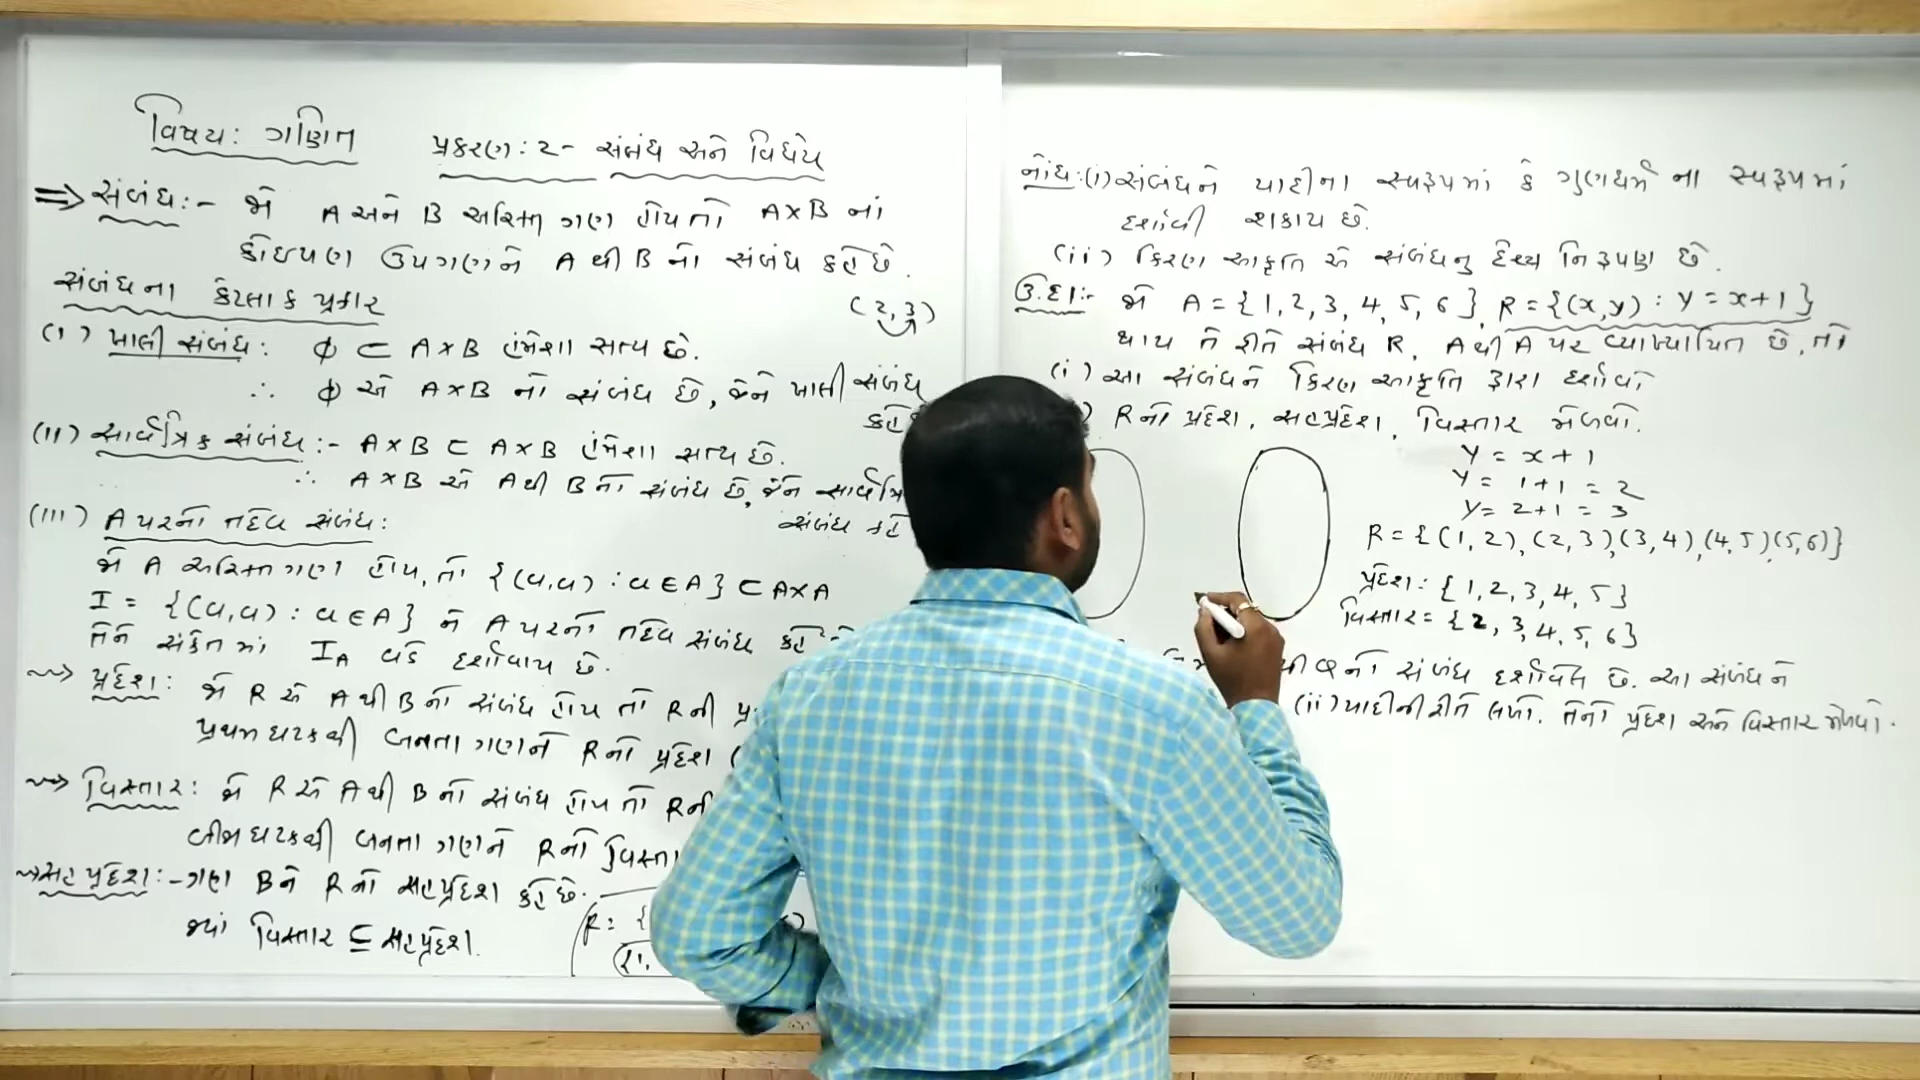 વિષય: ગણિત
પ્રકરણ: ૨- સંબંધ અને વિધેય
⇒ સંબંધ:- જો A અને B અરિક્ત ગણ હોય તો A×B નાં
કોઇપણ ઉપગણને A થી B નો સંબંધ કહે છે.
સંબંધના કેટલાક પ્રકાર
(2, 3)
(i) ખાલી સંબંધ: ϕ ⊂ A×B હંમેશા સત્ય છે.
∴ ϕ એ A×B નો સંબંધ છે, જેને ખાલી સંબંધ
(ii) સાર્વત્રિક સંબંધ:- A×B ⊂ A×B હંમેશા સત્ય છે.
∴ A×B એ A થી B નો સંબંધ છે, જેને
સંબંધ
(iii) A પરનો તદેવ સંબંધ:
જો A અરિક્ત ગણ હોય, તો {(a,a) : a ∈ A} ⊂ A×A
I = {(a,a) : a ∈ A} ને A પરનો તદેવ સંબંધ
તેને સંકેતમાં I_A વડે દર્શાવાય છે.
⇝ પ્રદેશ: જો R એ A થી B નો સંબંધ હોય તો R ની
પ્રથમ ઘટકથી બનતા ગણને R નો પ્રદેશ
⇝ વિસ્તાર: જો R એ A થી B નો સંબંધ હોય તો R ની
બીજા ઘટકથી બનતા ગણને R નો
⇝ સહપ્રદેશ:- ગણ B ને R નો સહપ્રદેશ કહે છે.
જ્યાં વિસ્તાર ⊆ સહપ્રદેશ.
R = {
નોંધ:(i) સંબંધને યાદીના સ્વરૂપમાં કે ગુણધર્મ ના સ્વરૂપમાં
દર્શાવી શકાય છે.
(ii) કિરણ આકૃતિ એ સંબંધનુ દૃશ્ય નિરૂપણ છે.
ઉ.દા:- જો A = {1, 2, 3, 4, 5, 6}, R = {(x,y) : y = x+1}
થાય તે રીતે સંબંધ R, A થી A પર વ્યાખ્યાયિત છે, તો
(i) આ સંબંધને કિરણ આકૃતિ દ્વારા દર્શાવો
R નો પ્રદેશ, સહપ્રદેશ, વિસ્તાર મેળવો.
y = x + 1
y = 1 + 1 = 2
y = 2 + 1 = 3
R = {(1, 2), (2, 3), (3, 4), (4, 5) (5, 6)}
પ્રદેશ: {1, 2, 3, 4, 5}
વિસ્તાર = {2, 3, 4, 5, 6}
સંબંધ દર્શાવેલ છે. આ સંબંધને
(ii) યાદીની રીતે લખો. તેનો પ્રદેશ અને વિસ્તાર મેળવો.